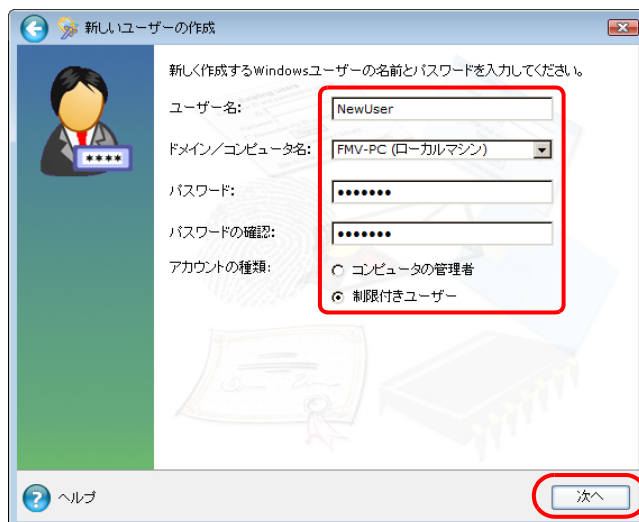 新しいユーザーの作成
新しく作成するWindowsユーザーの名前とパスワードを入力してください。
ユーザー名:
NewUser
ドメイン／コンピュータ名:
FMV-PC (ローカルマシン)
パスワード:
●●●●●●●
パスワードの確認:
●●●●●●●
アカウントの種類:
コンピュータの管理者
制限付きユーザー
****
ヘルプ
次へ